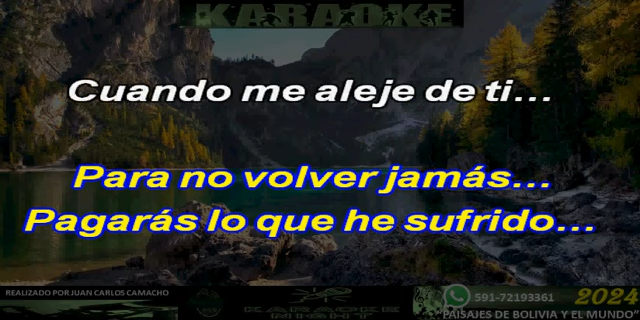 KARAOKE
Cuando me aleje de ti...
Para no volver jamás...
Pagarás lo que he sufrido...
REALIZADO POR JUAN CARLOS CAMACHO
591-72193361
2024
KARAOKE
PAISAJES DE BOLIVIA Y EL MUNDO"